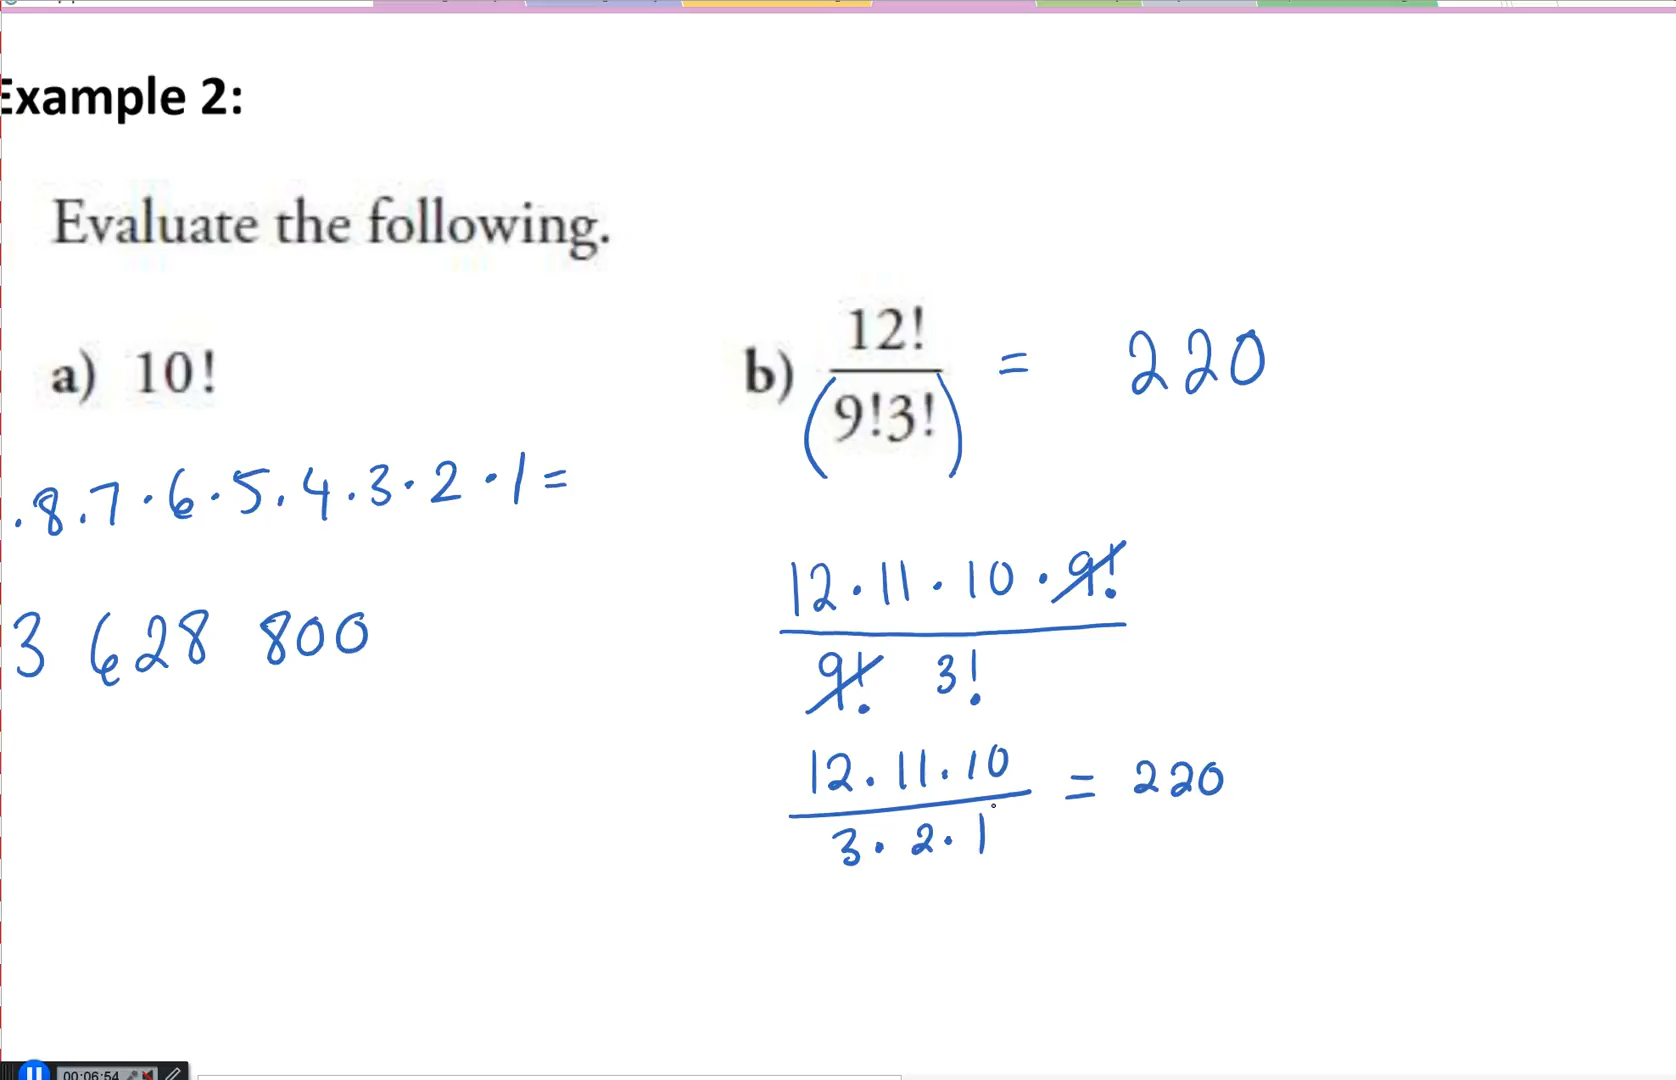 Example 2:
Evaluate the following.
a) 10!
.8.7·6·5.4.3·2·1=
3 628 800
b) 12!
(9!3!)
= 220
12·11·10·9!
9! 3!
12.11.10
3·2·1
= 220
00:06:54